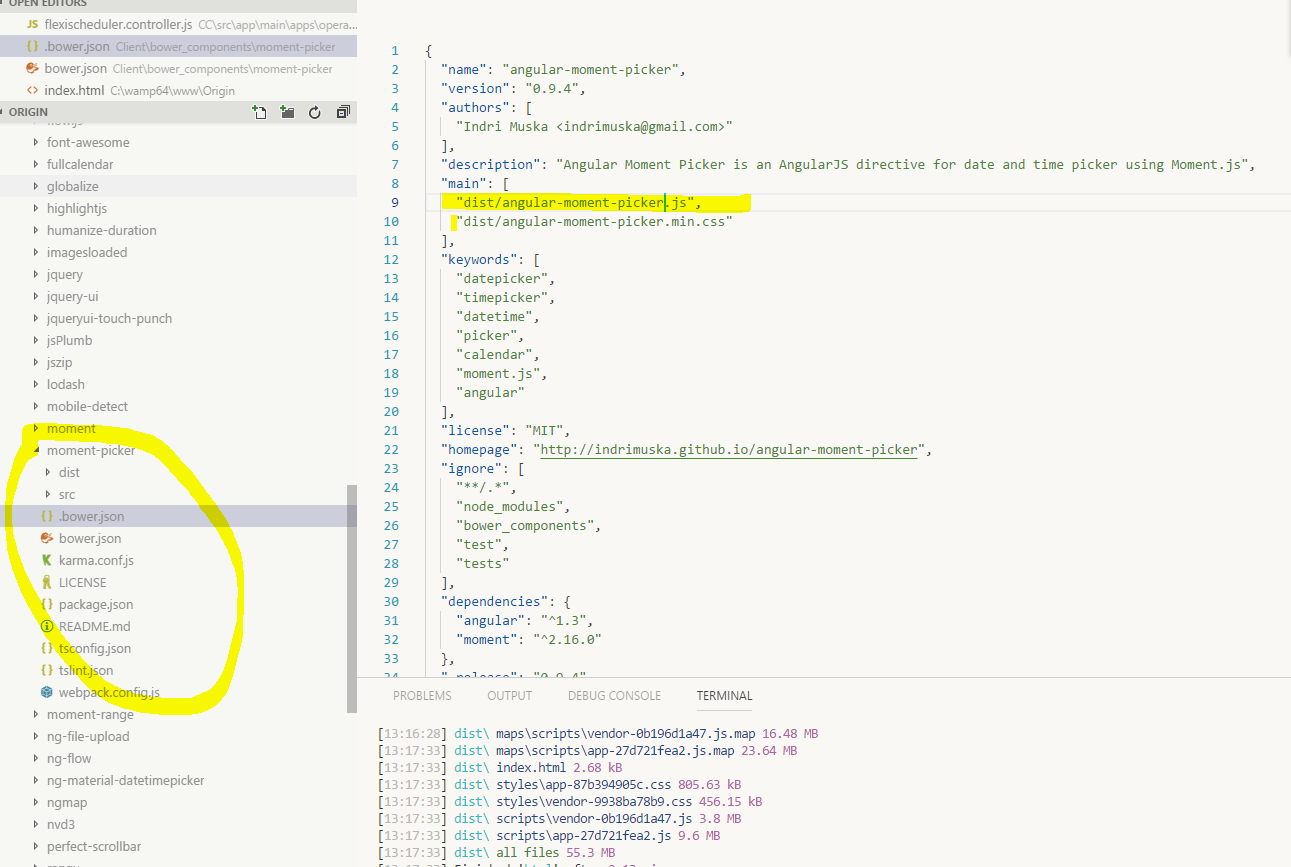 OPEN EDITORS
JS flexischeduler.controller.js CC\src\app\main\apps\opera...
{ } .bower.json Client\bower_components\moment-picker
bower.json Client\bower_components\moment-picker
<> index.html C:\wamp64\www\Origin
ORIGIN
font-awesome
fullcalendar
globalize
highlightjs
humanize-duration
imagesloaded
jquery
jquery-ui
jqueryui-touch-punch
jsPlumb
jszip
lodash
mobile-detect
moment
moment-picker
dist
src
{ } .bower.json
bower.json
karma.conf.js
LICENSE
{ } package.json
README.md
{ } tsconfig.json
{ } tslint.json
webpack.config.js
moment-range
ng-file-upload
ng-flow
ng-material-datetimepicker
ngmap
nvd3
perfect-scrollbar
1 {
2 "name": "angular-moment-picker",
3 "version": "0.9.4",
4 "authors": [
5 "Indri Muska <indrimuska@gmail.com>"
6 ],
7 "description": "Angular Moment Picker is an AngularJS directive for date and time picker using Moment.js",
8 "main": [
9 "dist/angular-moment-picker.js",
10 "dist/angular-moment-picker.min.css"
11 ],
12 "keywords": [
13 "datepicker",
14 "timepicker",
15 "datetime",
16 "picker",
17 "calendar",
18 "moment.js",
19 "angular"
20 ],
21 "license": "MIT",
22 "homepage": "http://indrimuska.github.io/angular-moment-picker",
23 "ignore": [
24 "**/.*",
25 "node_modules",
26 "bower_components",
27 "test",
28 "tests"
29 ],
30 "dependencies": {
31 "angular": "^1.3",
32 "moment": "^2.16.0"
33 },
34 "_release": "0.9.4"
PROBLEMS OUTPUT DEBUG CONSOLE TERMINAL
[13:16:28] dist\ maps\scripts\vendor-0b196d1a47.js.map 16.48 MB
[13:17:33] dist\ maps\scripts\app-27d721fea2.js.map 23.64 MB
[13:17:33] dist\ index.html 2.68 kB
[13:17:33] dist\ styles\app-87b394905c.css 805.63 kB
[13:17:33] dist\ styles\vendor-9938ba78b9.css 456.15 kB
[13:17:33] dist\ scripts\vendor-0b196d1a47.js 3.8 MB
[13:17:33] dist\ scripts\app-27d721fea2.js 9.6 MB
[13:17:33] dist\ all files 55.3 MB